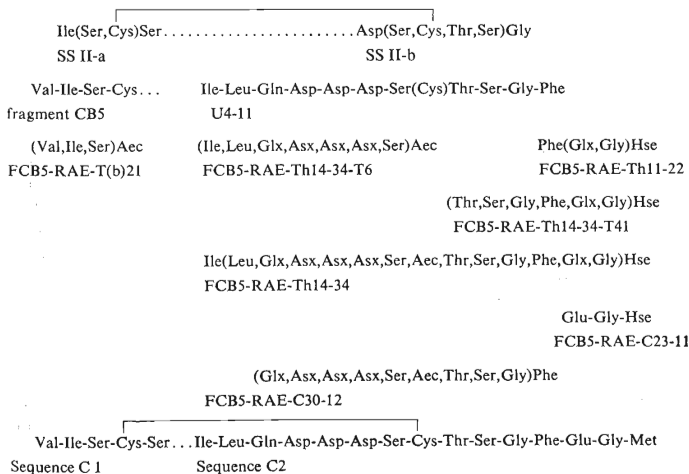 Ile(Ser,Cys)Ser......................Asp(Ser,Cys,Thr,Ser)Gly
SS II-a SS II-b
Val-Ile-Ser-Cys... Ile-Leu-Gln-Asp-Asp-Asp-Ser(Cys)Thr-Ser-Gly-Phe
fragment CB5 U4-11
(Val,Ile,Ser)Aec (Ile,Leu,Glx,Asx,Asx,Asx,Ser)Aec Phe(Glx,Gly)Hse
FCB5-RAE-T(b)21 FCB5-RAE-Th14-34-T6 FCB5-RAE-Th11-22
(Thr,Ser,Gly,Phe,Glx,Gly)Hse
FCB5-RAE-Th14-34-T41
Ile(Leu,Glx,Asx,Asx,Asx,Ser,Aec,Thr,Ser,Gly,Phe,Glx,Gly)Hse
FCB5-RAE-Th14-34
Glu-Gly-Hse
FCB5-RAE-C23-11
(Glx,Asx,Asx,Asx,Ser,Aec,Thr,Ser,Gly)Phe
FCB5-RAE-C30-12
Val-Ile-Ser-Cys-Ser...Ile-Leu-Gln-Asp-Asp-Asp-Ser-Cys-Thr-Ser-Gly-Phe-Glu-Gly-Met
Sequence C1 Sequence C2